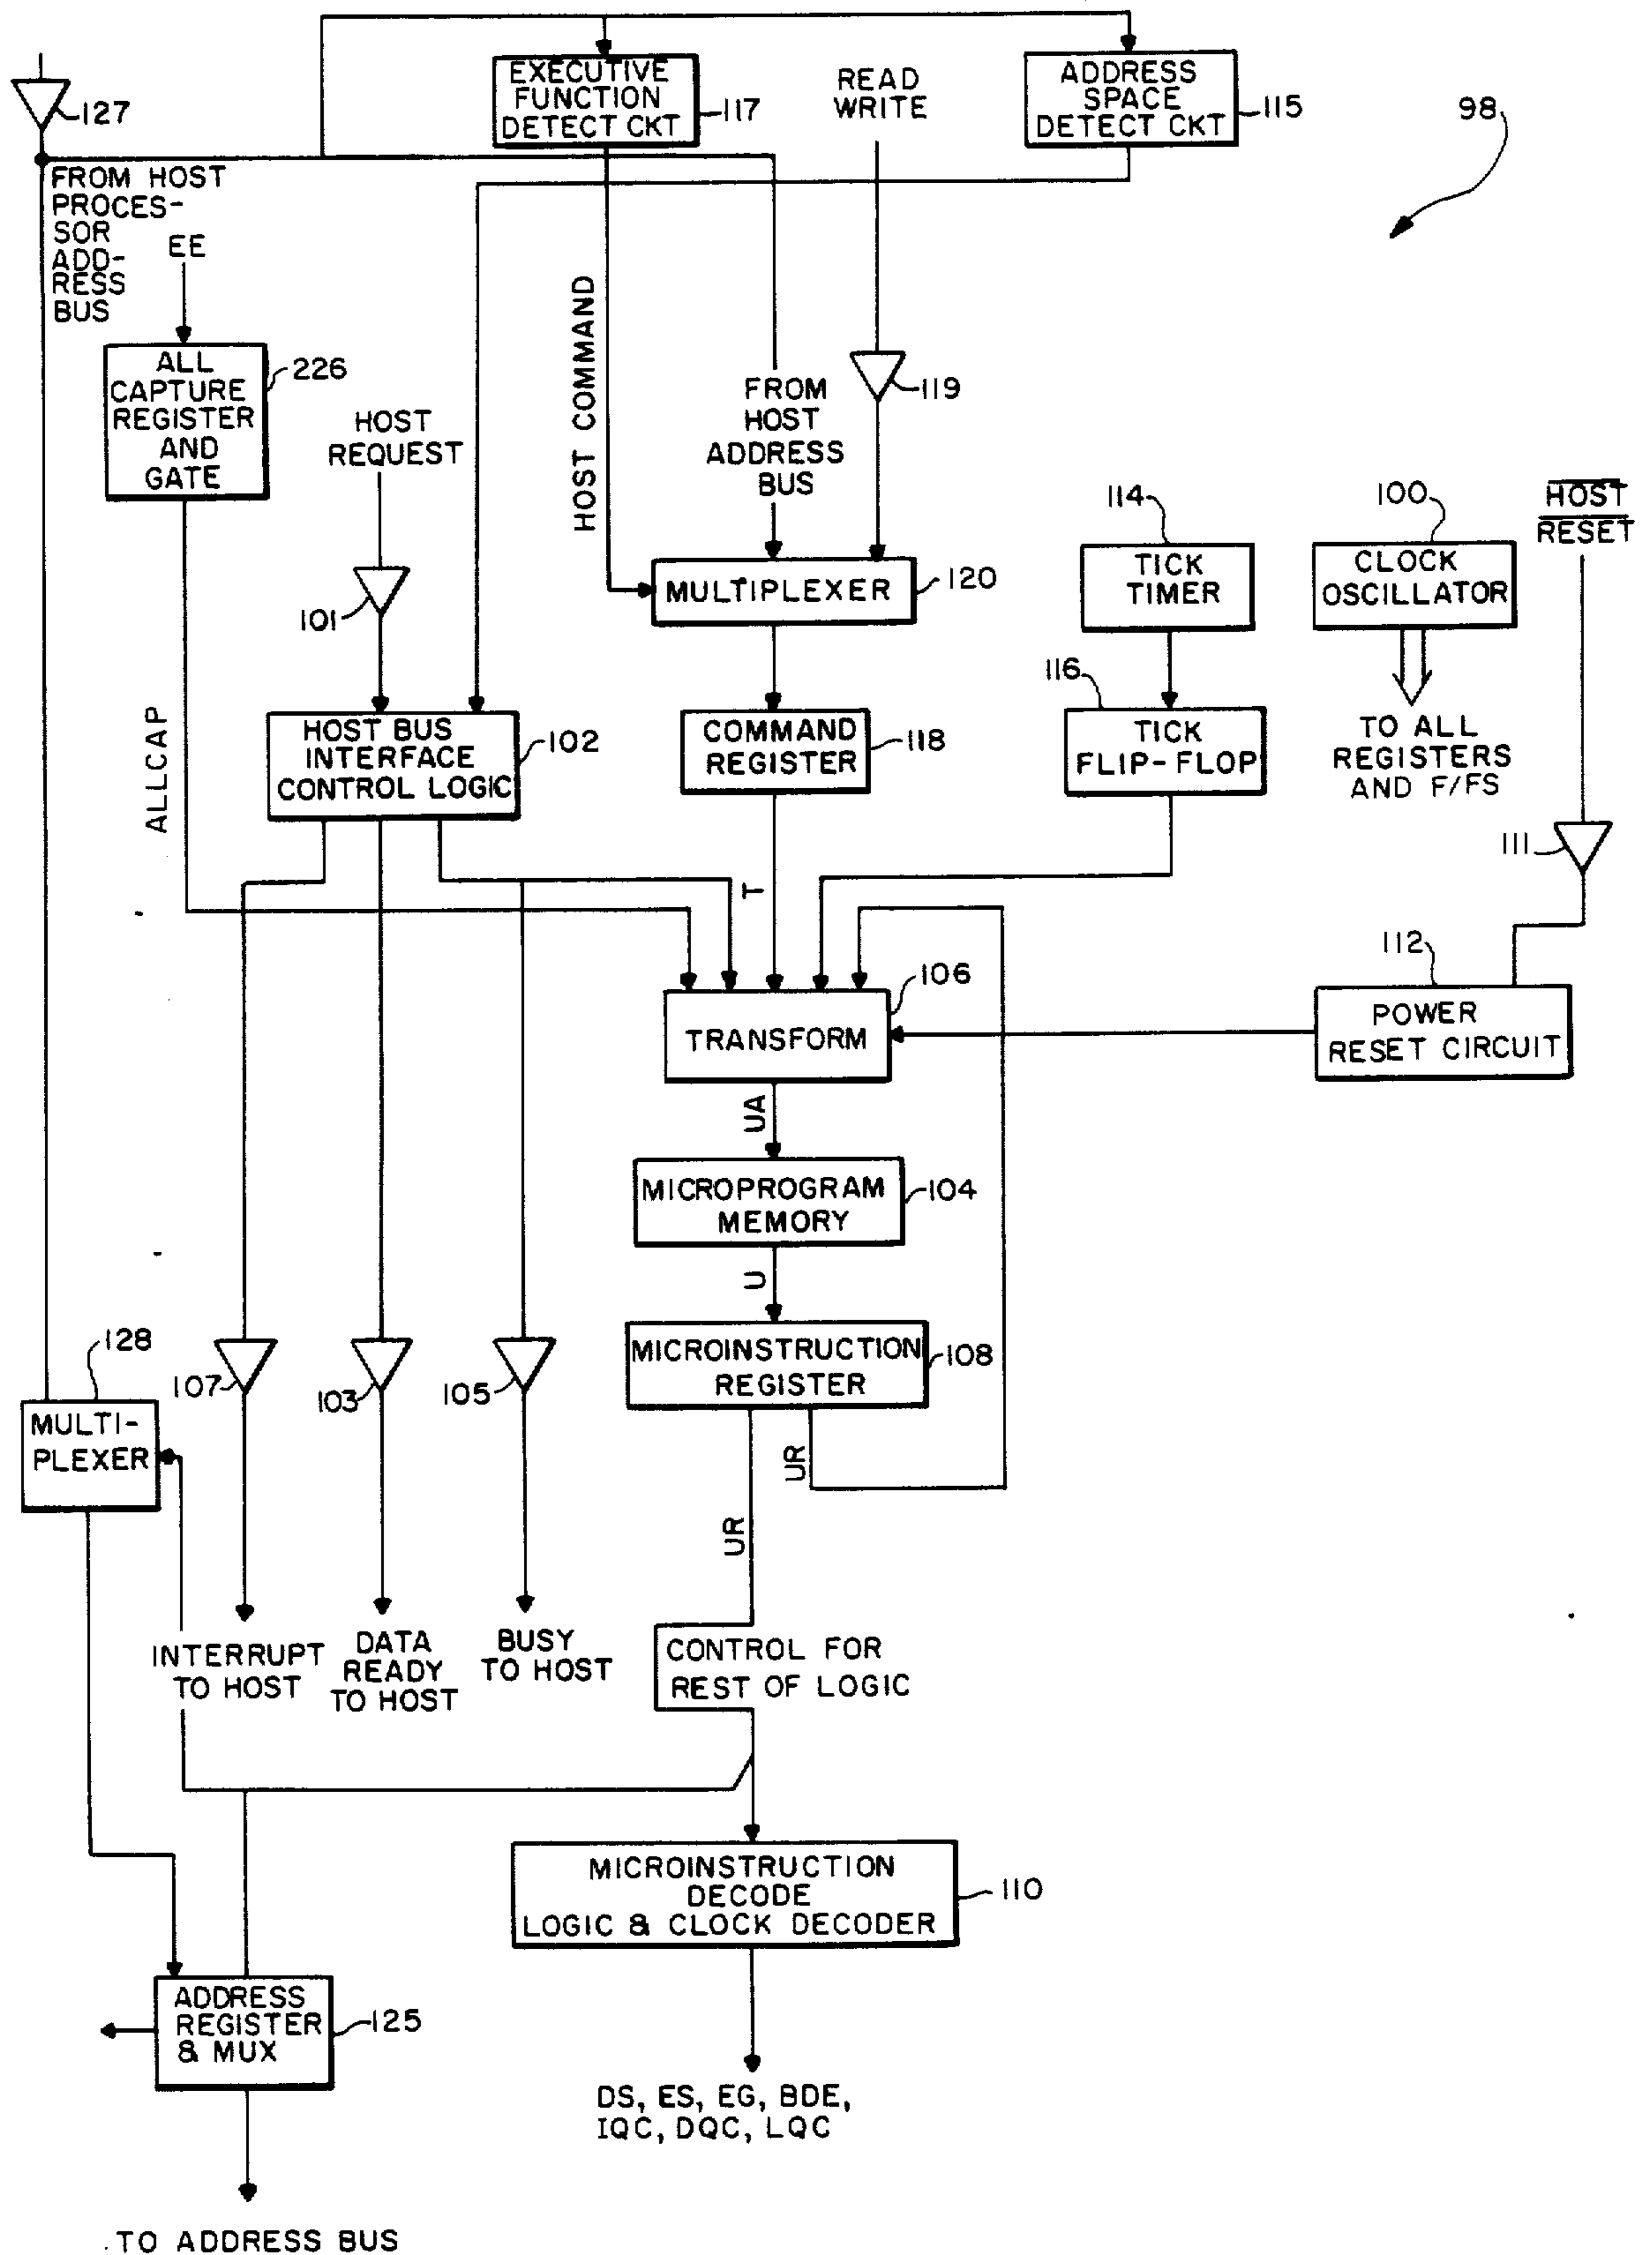 EXECUTIVE
FUNCTION
DETECT CKT
117
READ
WRITE
ADDRESS
SPACE
DETECT CKT
115
98
127
FROM HOST
PROCES-
SOR
ADD-
RESS
BUS
EE
ALL
CAPTURE
REGISTER
AND
GATE
226
HOST
REQUEST
101
HOST COMMAND
FROM
HOST
ADDRESS
BUS
119
MULTIPLEXER
120
114
TICK
TIMER
100
CLOCK
OSCILLATOR
HOST
RESET
ALLCAP
HOST BUS
INTERFACE
CONTROL LOGIC
102
COMMAND
REGISTER
118
116
TICK
FLIP-FLOP
TO ALL
REGISTERS
AND F/FS
111
T
106
TRANSFORM
112
POWER
RESET CIRCUIT
UA
MICROPROGRAM
MEMORY
104
U
MICROINSTRUCTION
REGISTER
108
128
MULTI-
PLEXER
107
103
105
UR
UR
INTERRUPT
TO HOST
DATA
READY
TO HOST
BUSY
TO HOST
CONTROL FOR
REST OF LOGIC
MICROINSTRUCTION
DECODE
LOGIC & CLOCK DECODER
110
ADDRESS
REGISTER
& MUX
125
DS, ES, EG, BDE,
IQC, DQC, LQC
TO ADDRESS BUS